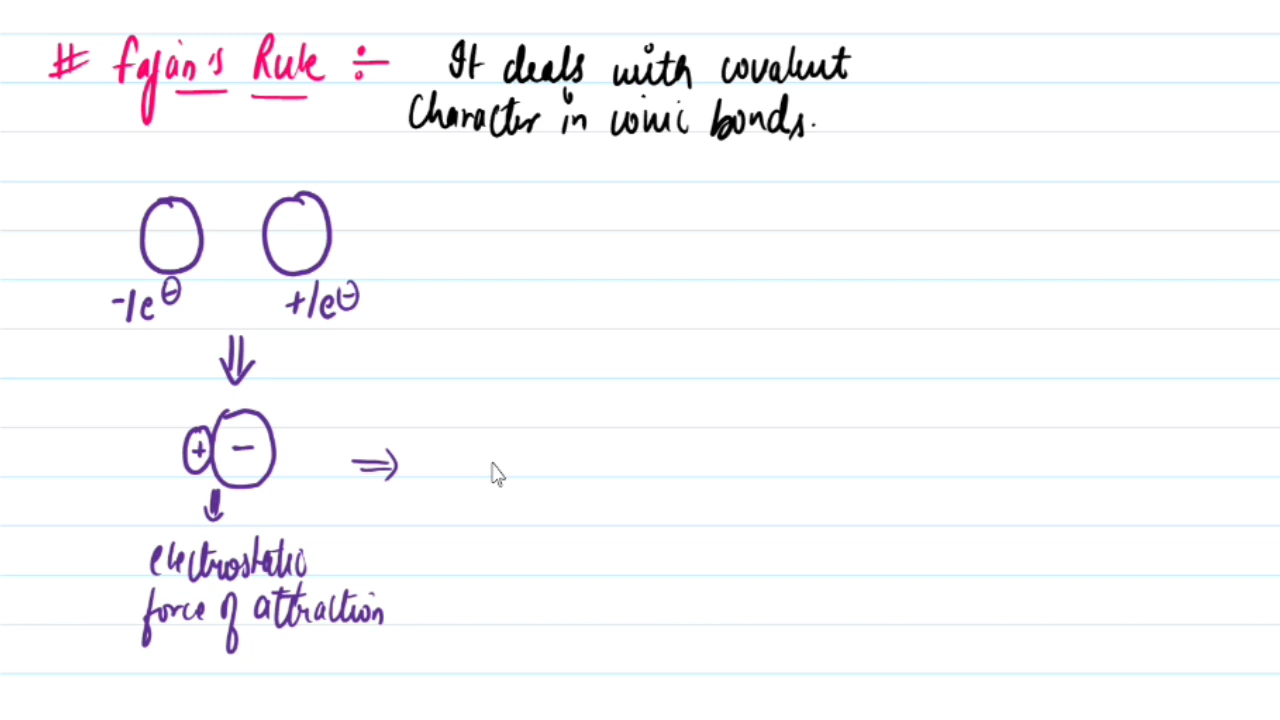 # Fajan's Rule ÷ It deals with covalent
Character in ionic bonds.
-1e⊖ +1e⊖
⇓
+ − ⇒
↓
electrostatic
force of attraction